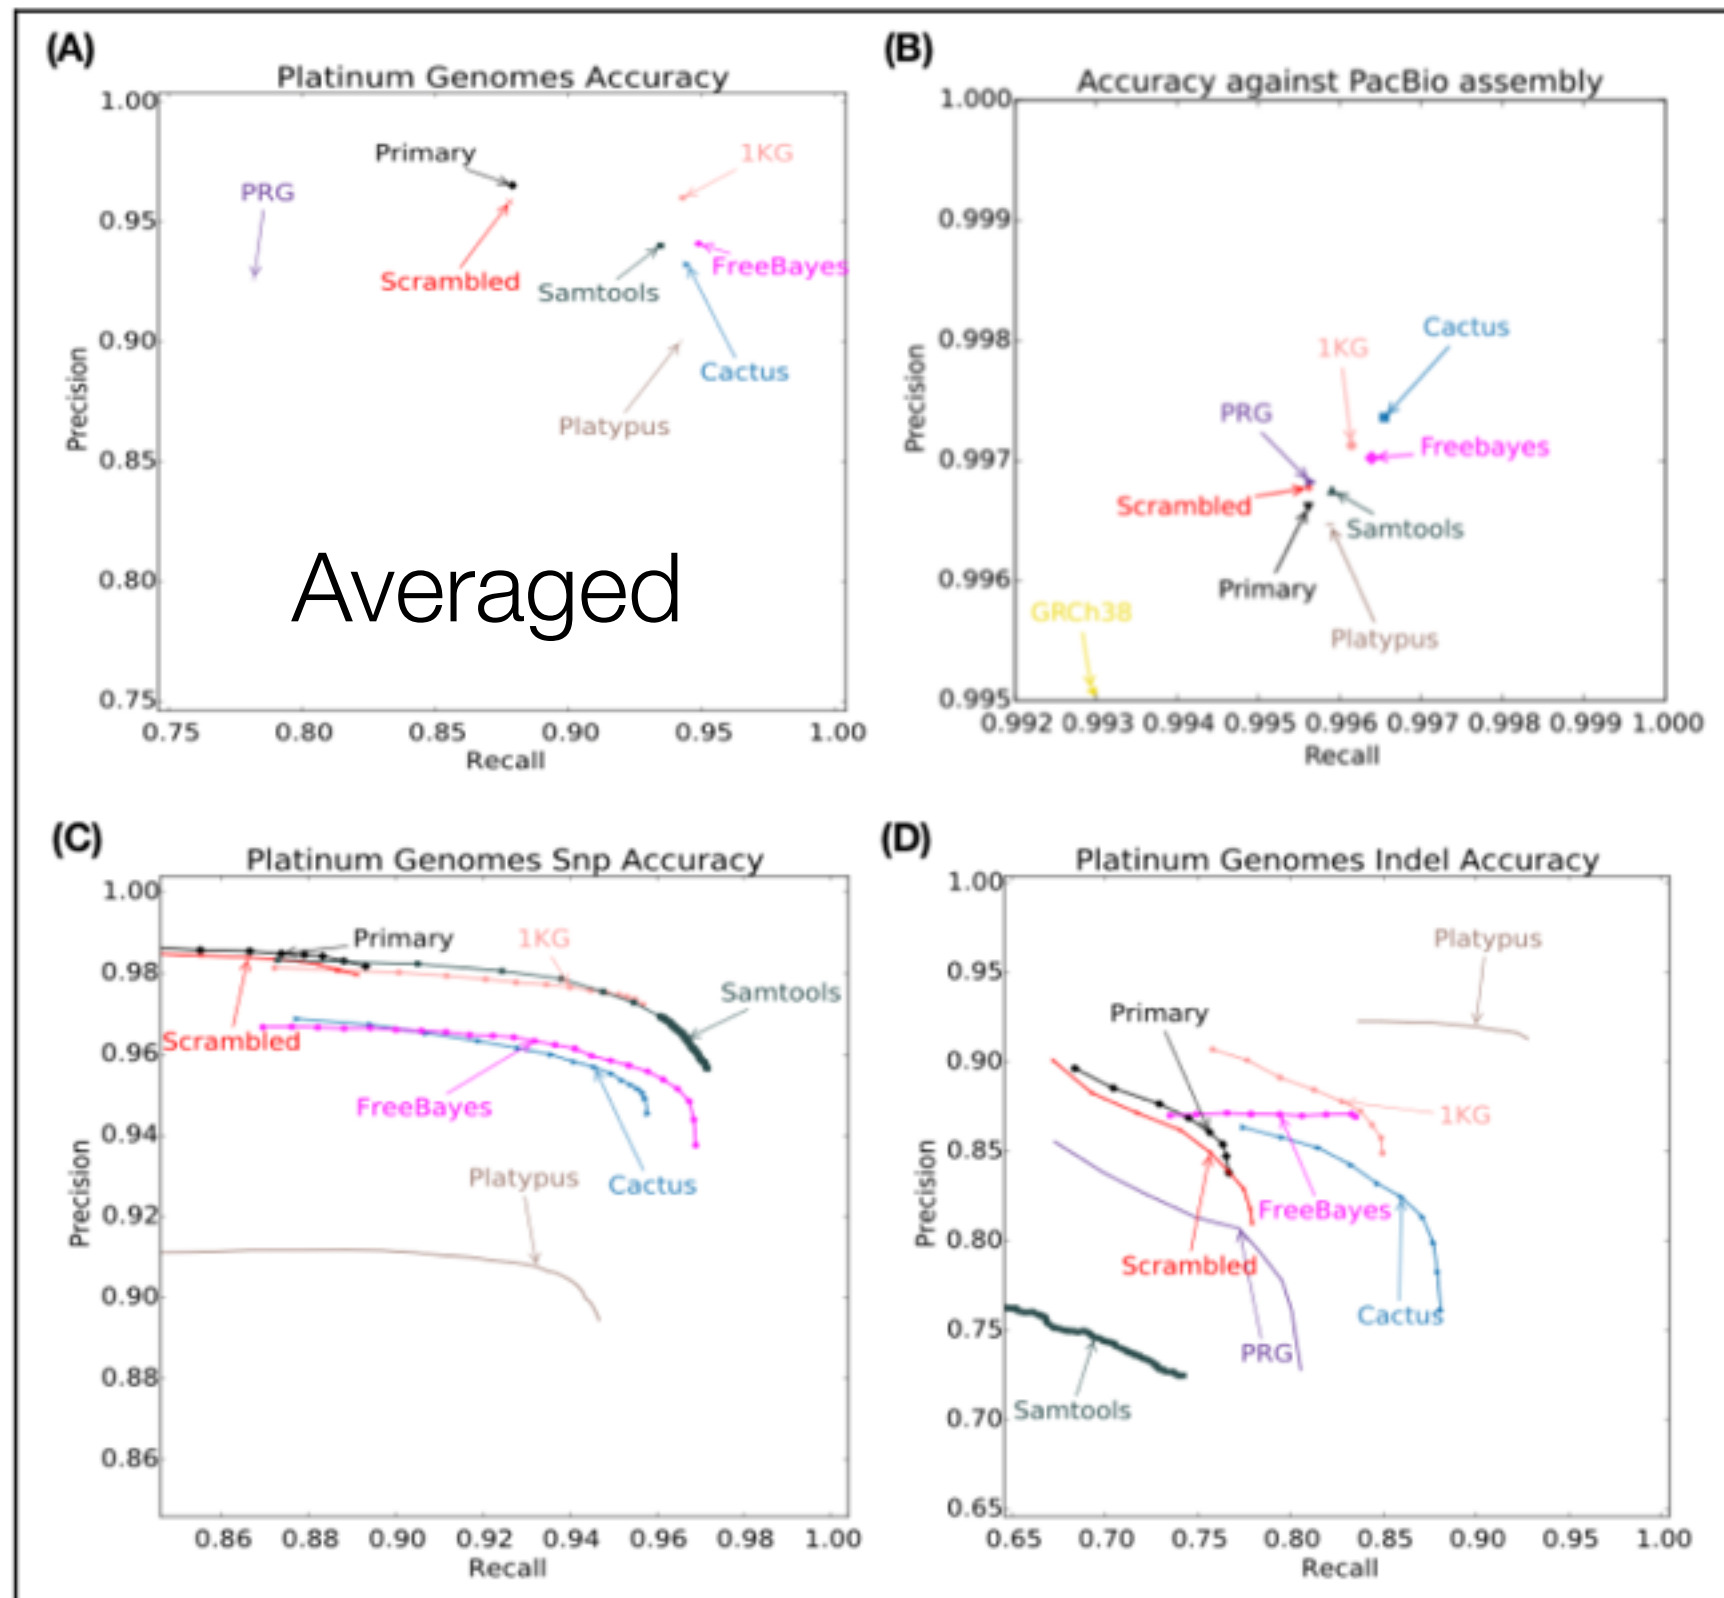 (A)
Platinum Genomes Accuracy
1.00
0.95
0.90
0.85
0.80
0.75
Precision
Primary
1KG
PRG
Scrambled
Samtools
FreeBayes
Cactus
Platypus
Averaged
0.75 0.80 0.85 0.90 0.95 1.00
Recall
(B)
Accuracy against PacBio assembly
1.000
0.999
0.998
0.997
0.996
0.995
Precision
Cactus
1KG
PRG
Freebayes
Scrambled
Samtools
Primary
GRCh38
Platypus
0.992 0.993 0.994 0.995 0.996 0.997 0.998 0.999 1.000
Recall
(C)
Platinum Genomes Snp Accuracy
1.00
0.98
0.96
0.94
0.92
0.90
0.88
0.86
Precision
Primary
1KG
Samtools
Scrambled
FreeBayes
Platypus
Cactus
0.86 0.88 0.90 0.92 0.94 0.96 0.98 1.00
Recall
(D)
Platinum Genomes Indel Accuracy
1.00
0.95
0.90
0.85
0.80
0.75
0.70
0.65
Precision
Platypus
Primary
1KG
FreeBayes
Scrambled
Cactus
PRG
Samtools
0.65 0.70 0.75 0.80 0.85 0.90 0.95 1.00
Recall